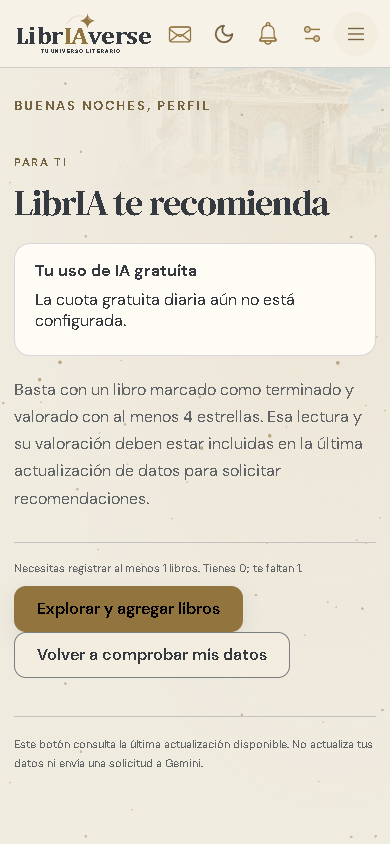 LibrIAverse
TU UNIVERSO LITERARIO
BUENAS NOCHES, PERFIL
PARA TI
LibrIA te recomienda
Tu uso de IA gratuita
La cuota gratuita diaria aún no está
configurada.
Basta con un libro marcado como terminado y
valorado con al menos 4 estrellas. Esa lectura y
su valoración deben estar incluidas en la última
actualización de datos para solicitar
recomendaciones.
Necesitas registrar al menos 1 libros. Tienes 0; te faltan 1.
Explorar y agregar libros
Volver a comprobar mis datos
Este botón consulta la última actualización disponible. No actualiza tus
datos ni envía una solicitud a Gemini.